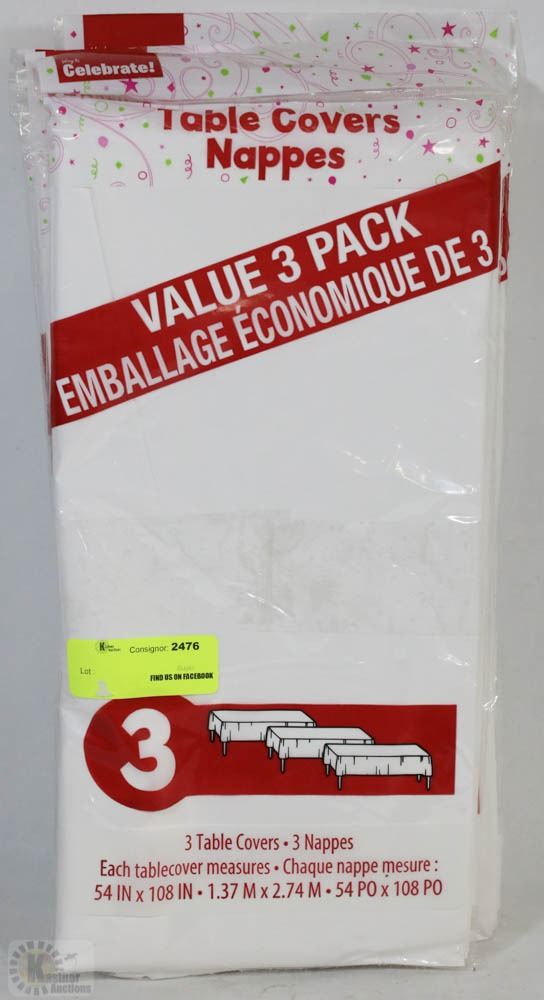 Celebrate!
Table Covers
Nappes
VALUE 3 PACK
EMBALLAGE ÉCONOMIQUE DE 3
Consignor: 2476
Lot :
FIND US ON FACEBOOK
3
3 Table Covers • 3 Nappes
Each tablecover measures • Chaque nappe mesure :
54 IN x 108 IN • 1.37 M x 2.74 M • 54 PO x 108 PO
Kastner
Auctions